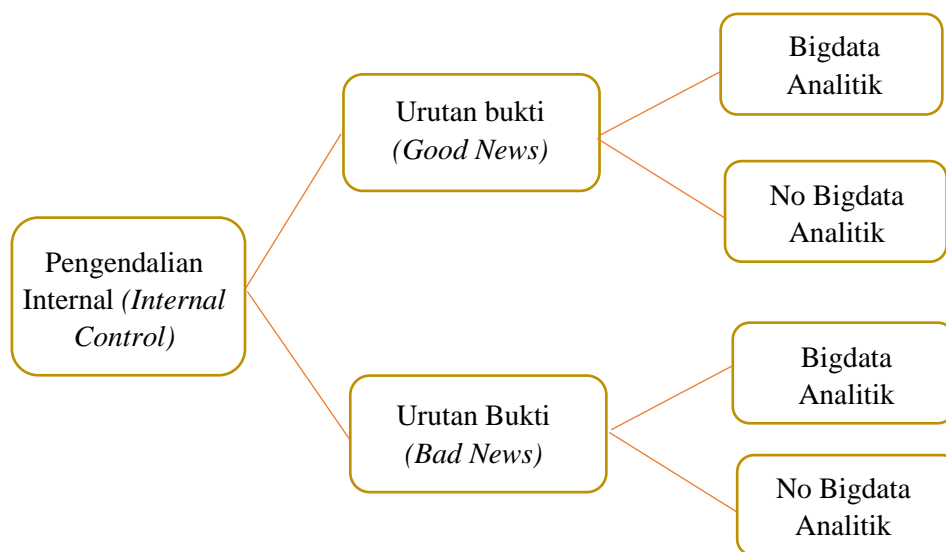 Pengendalian
Internal (Internal
Control)
Urutan bukti
(Good News)
Bigdata
Analitik
No Bigdata
Analitik
Urutan Bukti
(Bad News)
Bigdata
Analitik
No Bigdata
Analitik